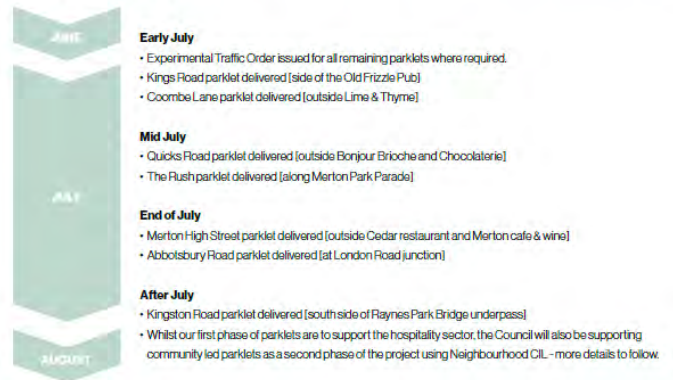 JUNE
Early July
• Experimental Traffic Order issued for all remaining parklets where required.
• Kings Road parklet delivered [side of the Old Frizzle Pub]
• Coombe Lane parklet delivered [outside Lime & Thyme]
Mid July
• Quicks Road parklet delivered [outside Bonjour Brioche and Chocolaterie]
• The Rush parklet delivered [along Merton Park Parade]
JULY
End of July
• Merton High Street parklet delivered [outside Cedar restaurant and Merton cafe & wine]
• Abbotsbury Road parklet delivered [at London Road junction]
After July
• Kingston Road parklet delivered [south side of Raynes Park Bridge underpass]
• Whilst our first phase of parklets are to support the hospitality sector, the Council will also be supporting
community led parklets as a second phase of the project using Neighbourhood CIL - more details to follow.
AUGUST